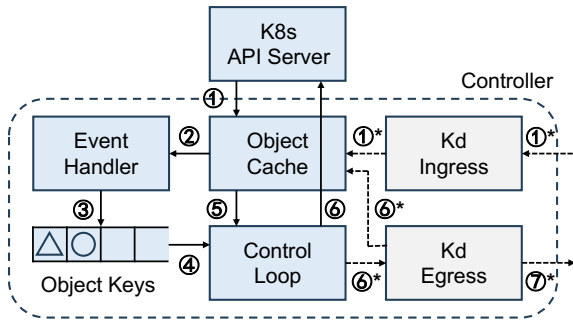 K8s
API Server
Controller
①
Event
Handler
②
Object
Cache
①*
Kd
Ingress
①*
③
⑤
⑥
⑥*
④
Object Keys
Control
Loop
⑥*
Kd
Egress
⑦*